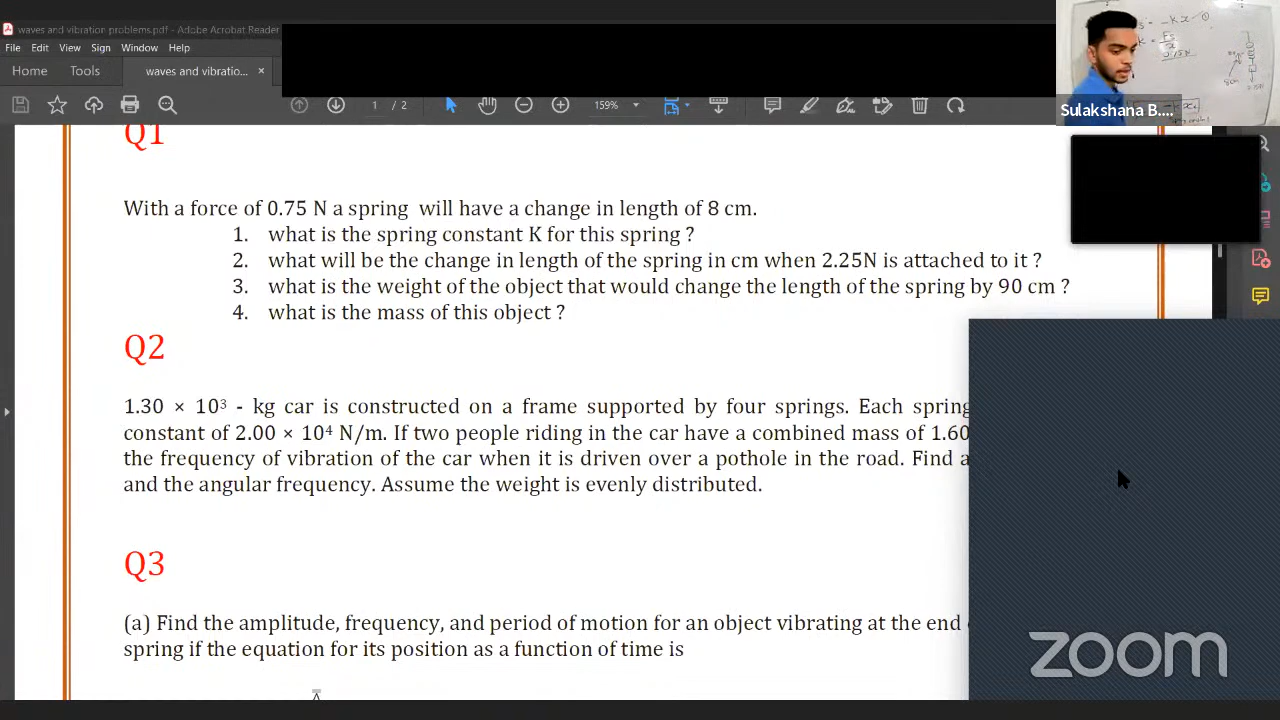 waves and vibration problems.pdf - Adobe Acrobat Reader
File Edit View Sign Window Help
Home Tools waves and vibratio... ×
1 / 2 159%
Q1
With a force of 0.75 N a spring will have a change in length of 8 cm.
1. what is the spring constant K for this spring ?
2. what will be the change in length of the spring in cm when 2.25N is attached to it ?
3. what is the weight of the object that would change the length of the spring by 90 cm ?
4. what is the mass of this object ?
Q2
1.30 × 10³ - kg car is constructed on a frame supported by four springs. Each spring
constant of 2.00 × 10⁴ N/m. If two people riding in the car have a combined mass of 1.60
the frequency of vibration of the car when it is driven over a pothole in the road. Find
and the angular frequency. Assume the weight is evenly distributed.
Q3
(a) Find the amplitude, frequency, and period of motion for an object vibrating at the end
spring if the equation for its position as a function of time is
Sulakshana B....
zoom